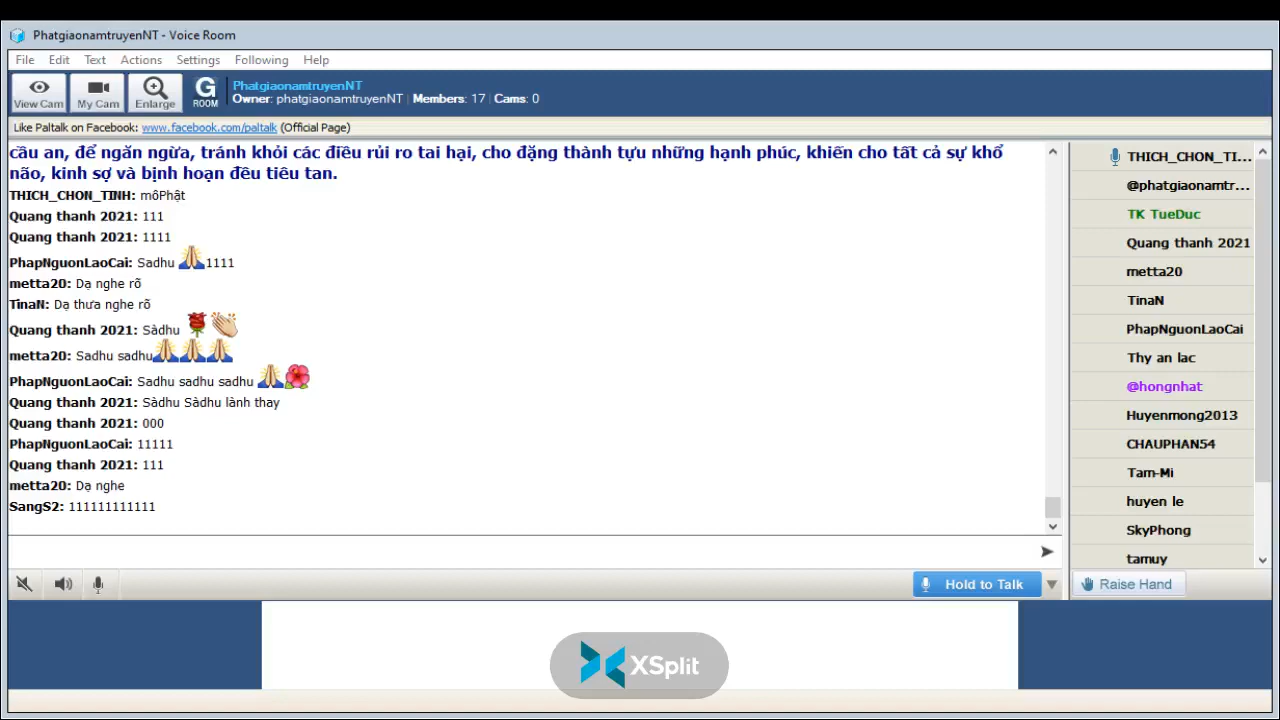 PhatgiaonamtruyenNT - Voice Room
File Edit Text Actions Settings Following Help
View Cam My Cam Enlarge G ROOM
PhatgiaonamtruyenNT
Owner: phatgiaonamtruyenNT | Members: 17 | Cams: 0
Like Paltalk on Facebook: www.facebook.com/paltalk (Official Page)
cầu an, để ngăn ngừa, tránh khỏi các điều rủi ro tai hại, cho đặng thành tựu những hạnh phúc, khiến cho tất cả sự khổ
não, kinh sợ và bịnh hoạn đều tiêu tan.
THICH_CHON_TINH: môPhật
Quang thanh 2021: 111
Quang thanh 2021: 1111
PhapNguonLaoCai: Sadhu 🙏1111
metta20: Dạ nghe rõ
TinaN: Dạ thưa nghe rõ
Quang thanh 2021: Sàdhu 🌹👏
metta20: Sadhu sadhu🙏🙏🙏
PhapNguonLaoCai: Sadhu sadhu sadhu 🙏🌺
Quang thanh 2021: Sàdhu Sàdhu lành thay
Quang thanh 2021: 000
PhapNguonLaoCai: 11111
Quang thanh 2021: 111
metta20: Dạ nghe
SangS2: 111111111111
THICH_CHON_TI...
@phatgiaonamtr...
TK TueDuc
Quang thanh 2021
metta20
TinaN
PhapNguonLaoCai
Thy an lac
@hongnhat
Huyenmong2013
CHAUPHAN54
Tam-Mi
huyen le
SkyPhong
tamuy
Hold to Talk
Raise Hand
XSplit